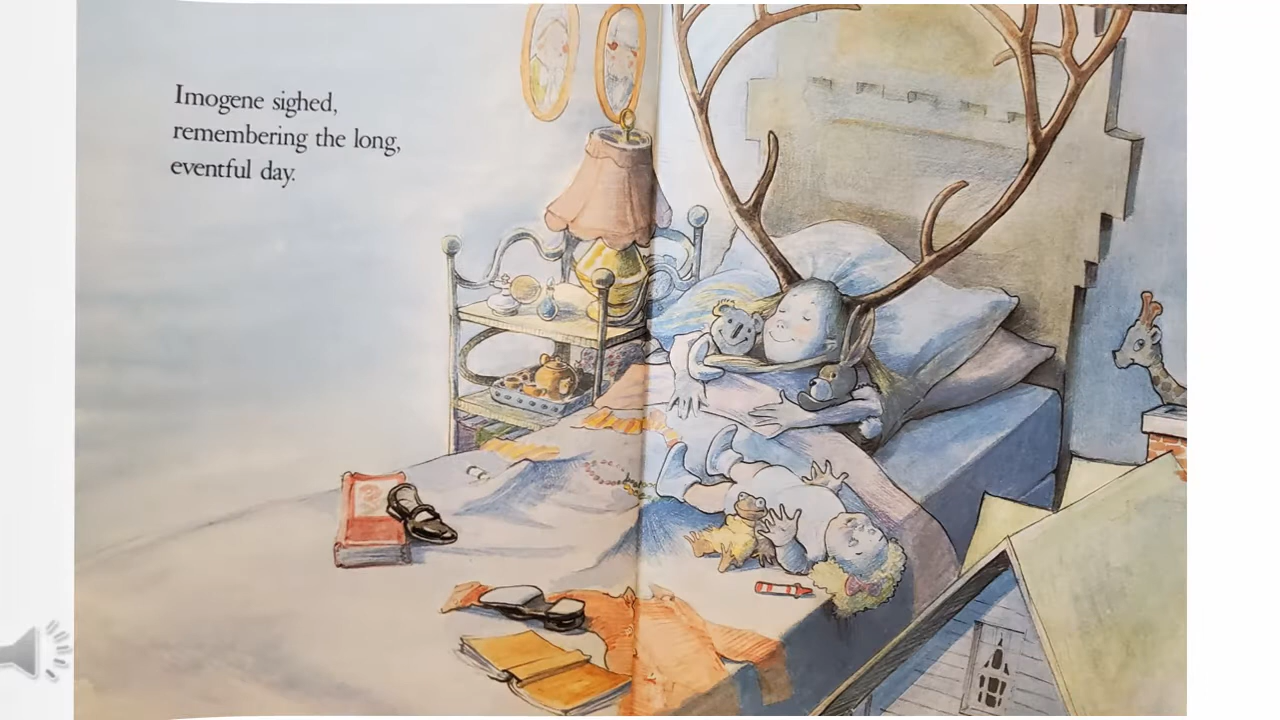 Imogene sighed,
remembering the long,
eventful day.